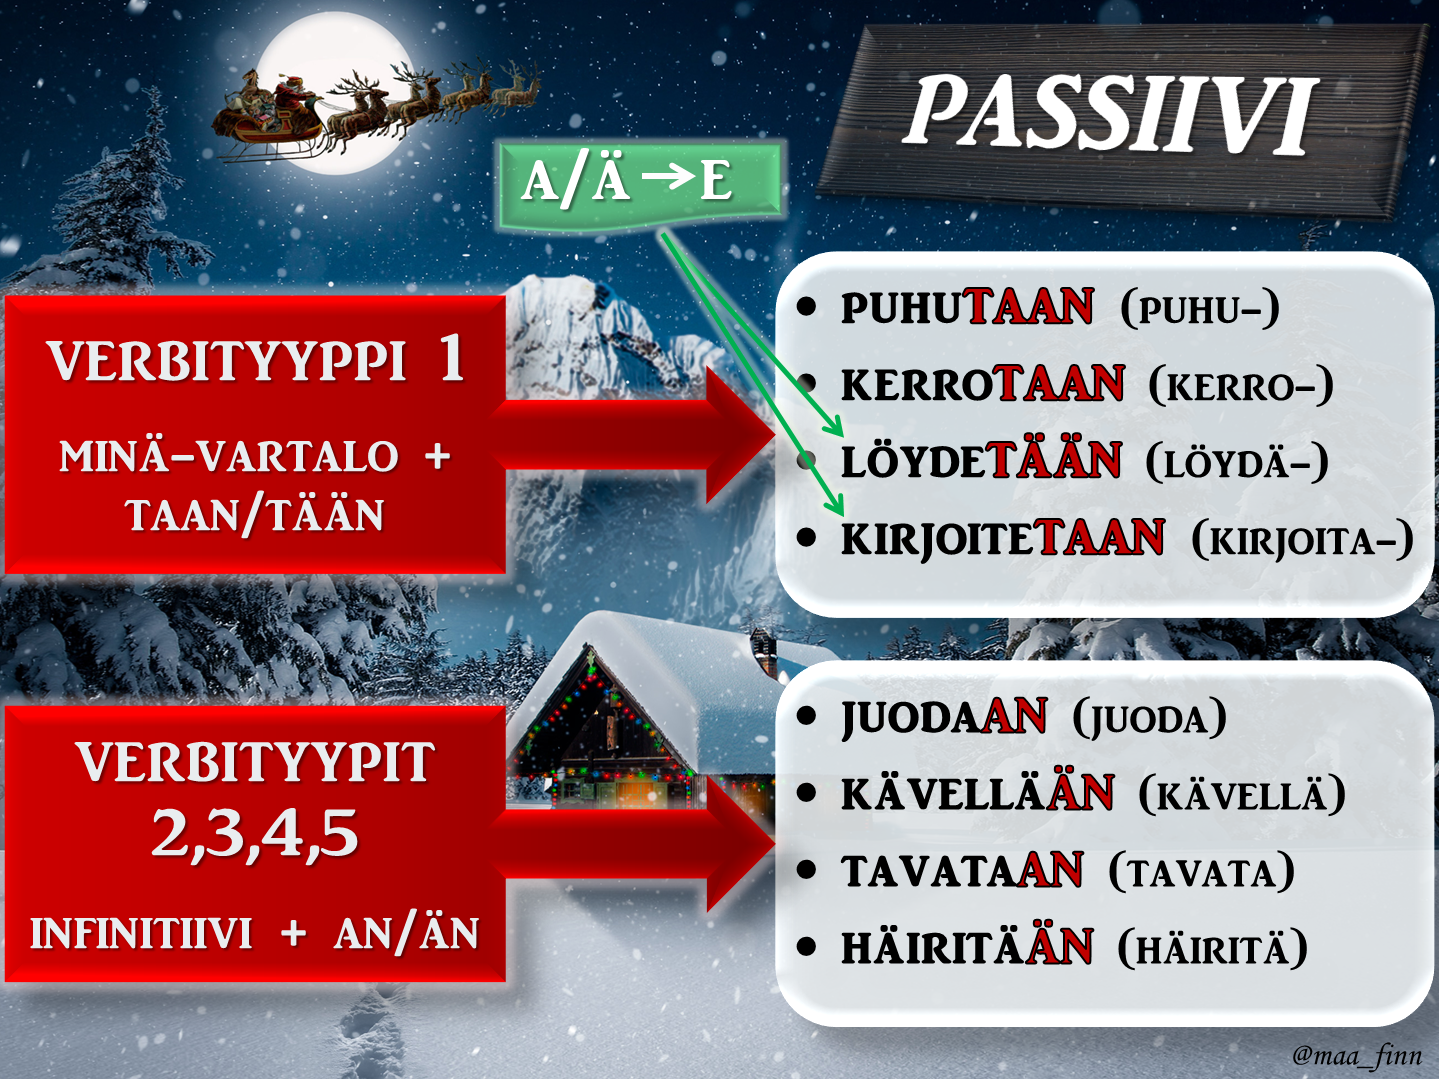 PASSIIVI
A/Ä → E
VERBITYYPPI 1
MINÄ-VARTALO +
TAAN/TÄÄN
• PUHUTAAN (PUHU-)
• KERROTAAN (KERRO-)
• LÖYDETÄÄN (LÖYDÄ-)
• KIRJOITETAAN (KIRJOITA-)
VERBITYYPIT
2,3,4,5
INFINITIIVI + AN/ÄN
• JUODAAN (JUODA)
• KÄVELLÄÄN (KÄVELLÄ)
• TAVATAAN (TAVATA)
• HÄIRITÄÄN (HÄIRITÄ)
@maa_finn